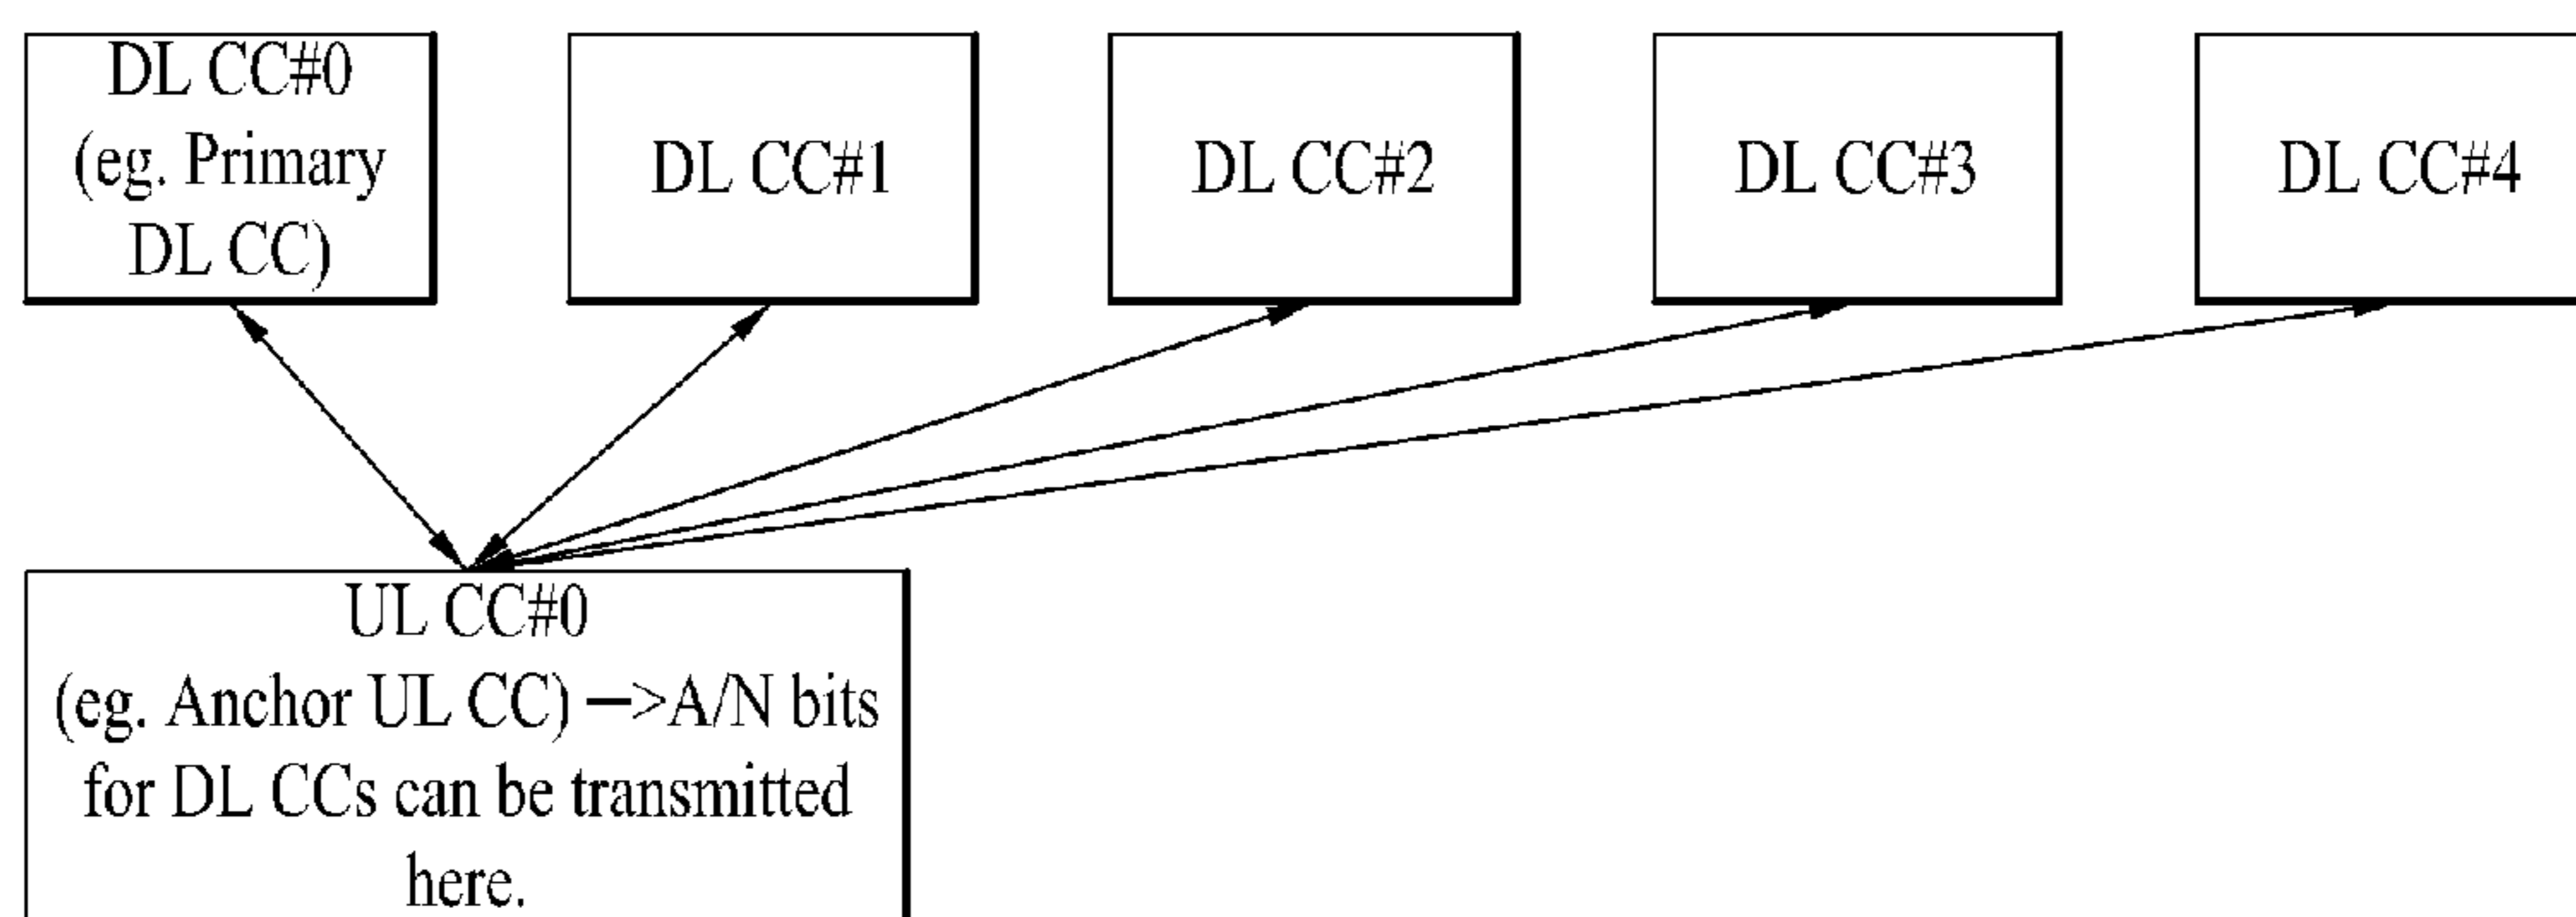 DL CC#0
(eg. Primary
DL CC)
DL CC#1
DL CC#2
DL CC#3
DL CC#4
UL CC#0
(eg. Anchor UL CC) —>A/N bits
for DL CCs can be transmitted
here.